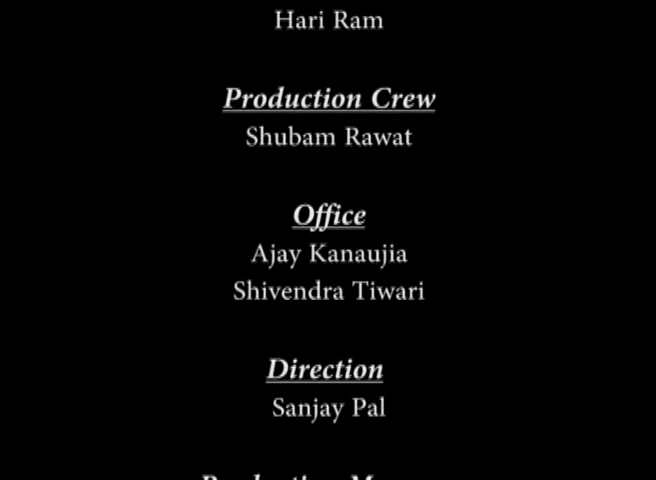 Hari Ram
Production Crew
Shubam Rawat
Office
Ajay Kanaujia
Shivendra Tiwari
Direction
Sanjay Pal